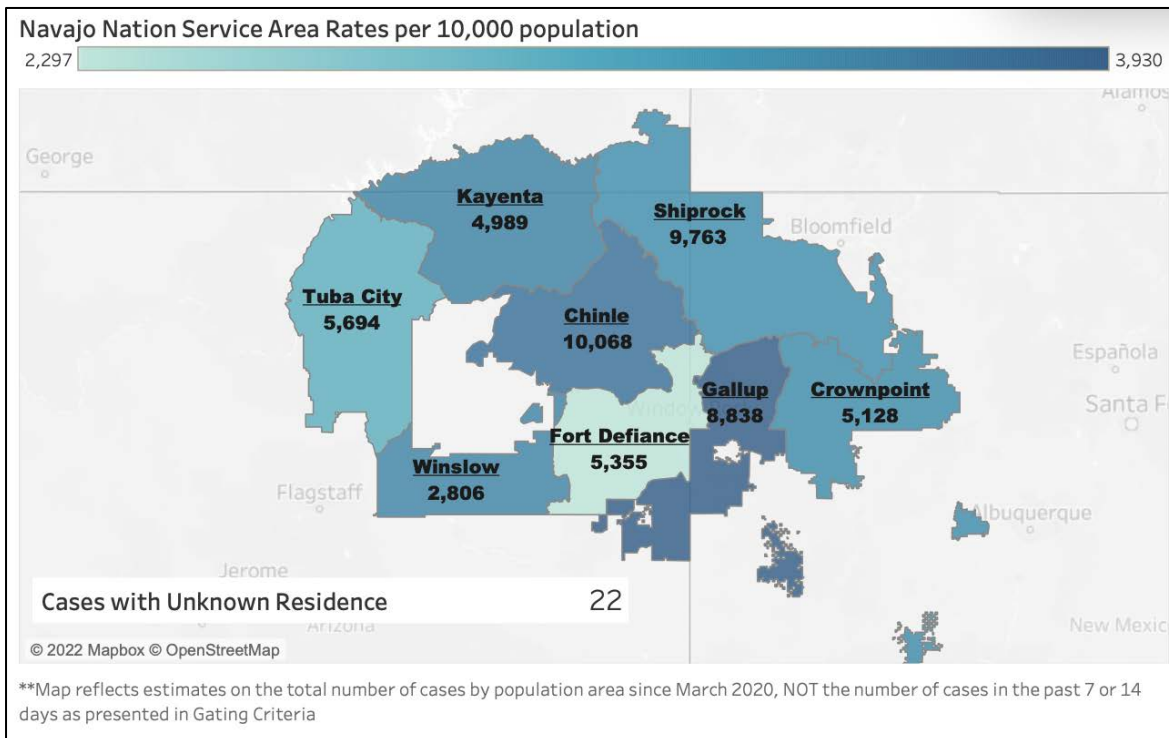 Navajo Nation Service Area Rates per 10,000 population
2,297
3,930
Alamos
George
Kayenta
4,989
Shiprock
9,763
Bloomfield
Tuba City
5,694
Chinle
10,068
Española
Gallup
8,838
Crownpoint
5,128
Santa F
Window Rock
Fort Defiance
5,355
Winslow
2,806
Flagstaff
Albuquerque
Jerome
Cases with Unknown Residence 22
Arizona
New Mexic
© 2022 Mapbox © OpenStreetMap
**Map reflects estimates on the total number of cases by population area since March 2020, NOT the number of cases in the past 7 or 14
days as presented in Gating Criteria